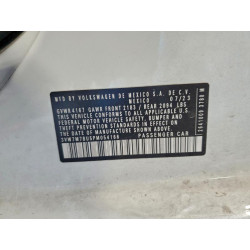 MFD BY VOLKSWAGEN DE MEXICO S.A. DE C.V.
MEXICO 07/23
GVWR 4167 GAWR FRONT 2183 / REAR 2094 LBS
THIS VEHICLE CONFORMS TO ALL APPLICABLE
FEDERAL MOTOR VEHICLE SAFETY, BUMPER AND
THEFT PREVENTION STANDARDS IN EFFECT ON THE
DATE OF MANUFACTURE SHOWN ABOVE
PASSENGER CAR